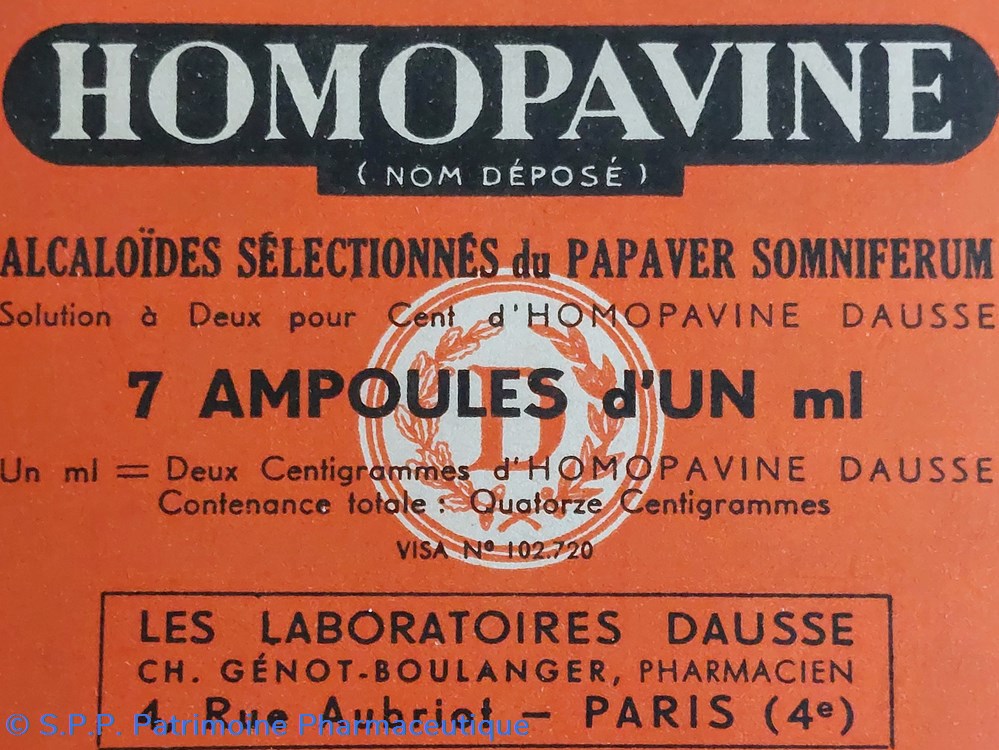 HOMOPAVINE
( NOM DÉPOSÉ )
ALCALOÏDES SÉLECTIONNÉS du PAPAVER SOMNIFERUM
Solution à Deux pour Cent d'HOMOPAVINE DAUSSE
7 AMPOULES d'UN ml
D
Un ml = Deux Centigrammes d'HOMOPAVINE DAUSSE
Contenance totale : Quatorze Centigrammes
VISA Nº 102.720
LES LABORATOIRES DAUSSE
CH. GÉNOT-BOULANGER, PHARMACIEN
4, Rue Aubriot — PARIS (4e)
© S.P.P. Patrimoine Pharmaceutique